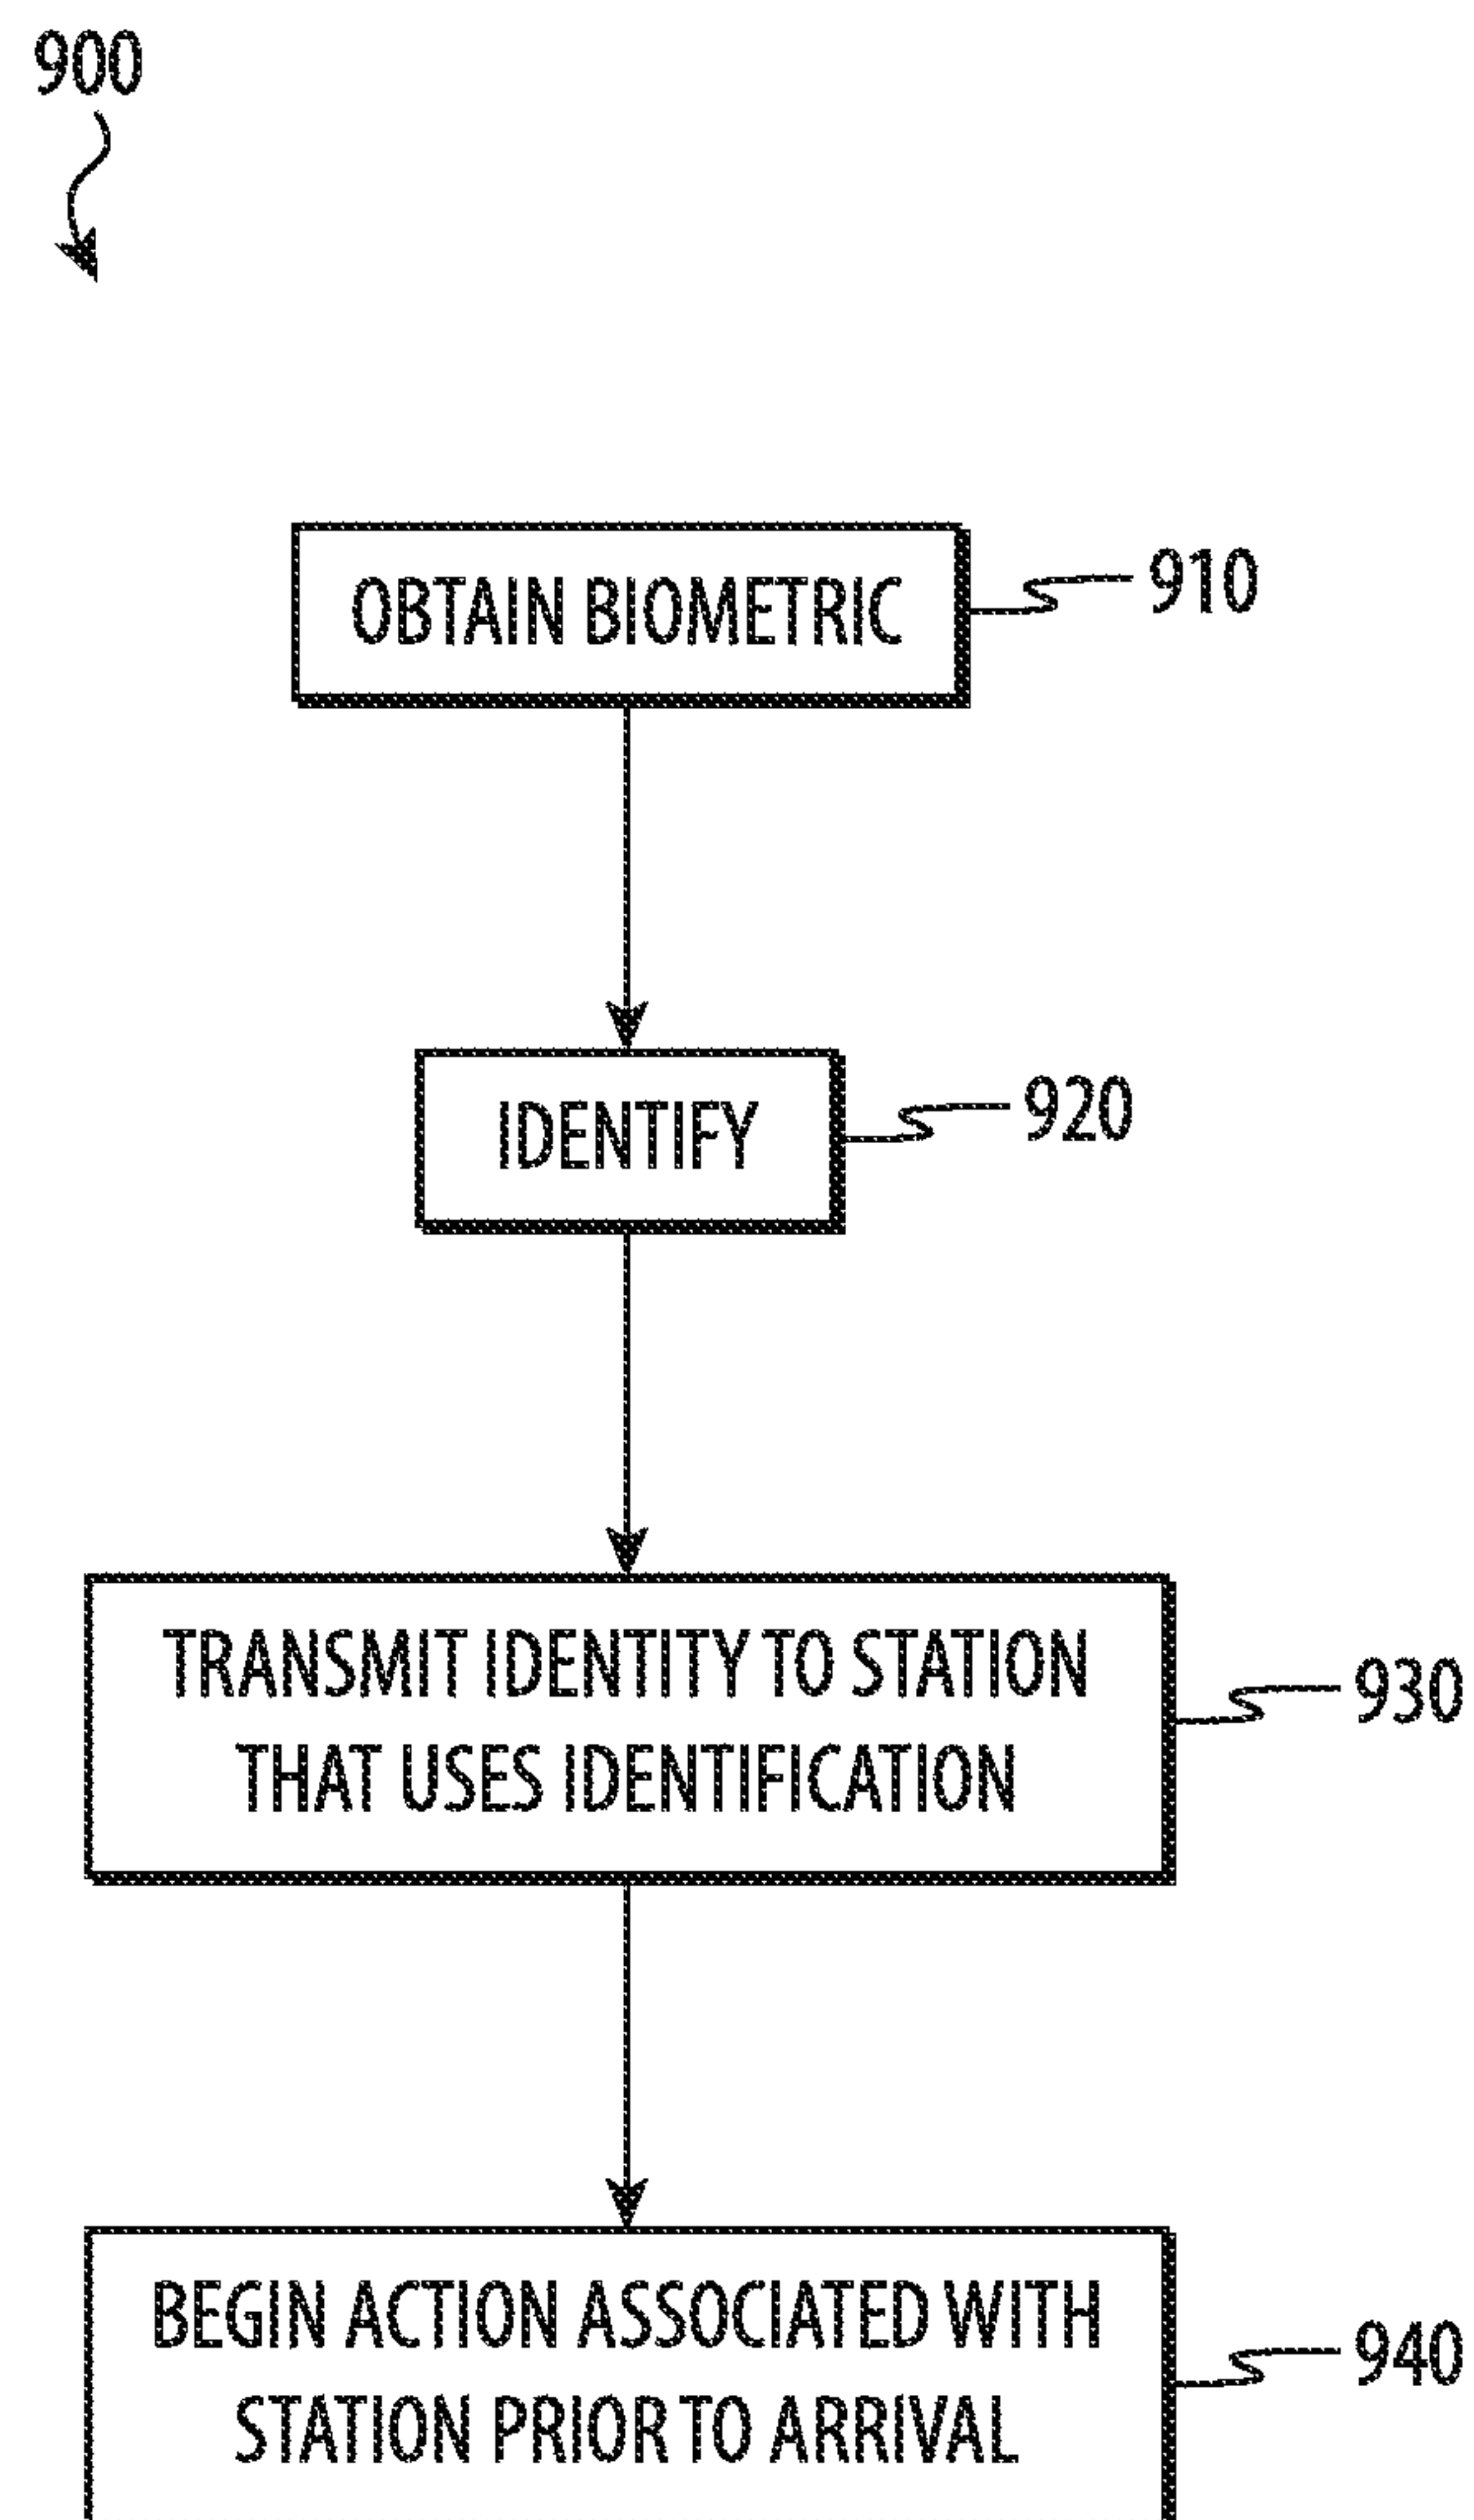 900
OBTAIN BIOMETRIC
910
IDENTIFY
920
TRANSMIT IDENTITY TO STATION
THAT USES IDENTIFICATION
930
BEGIN ACTION ASSOCIATED WITH
STATION PRIOR TO ARRIVAL
940